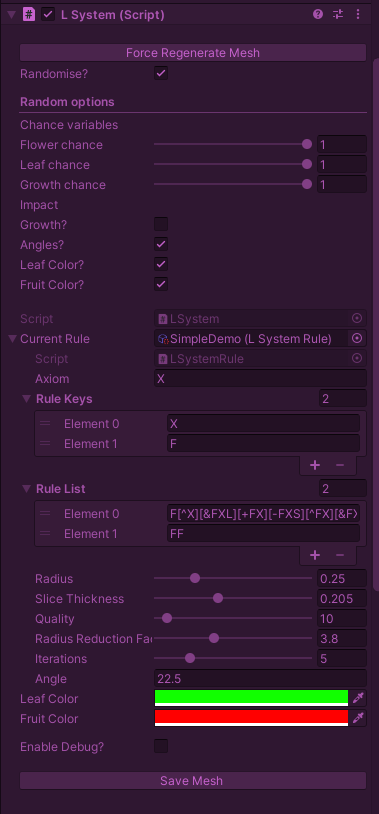 L System (Script)
Force Regenerate Mesh
Randomise?
Random options
Chance variables
Flower chance 1
Leaf chance 1
Growth chance 1
Impact
Growth?
Angles?
Leaf Color?
Fruit Color?
Script LSystem
Current Rule SimpleDemo (L System Rule)
Script LSystemRule
Axiom X
Rule Keys 2
Element 0 X
Element 1 F
+ −
Rule List 2
Element 0 F[^X][&FXL][+FX][-FXS][^FX][&FX
Element 1 FF
+ −
Radius 0.25
Slice Thickness 0.205
Quality 10
Radius Reduction Fac 3.8
Iterations 5
Angle 22.5
Leaf Color
Fruit Color
Enable Debug?
Save Mesh